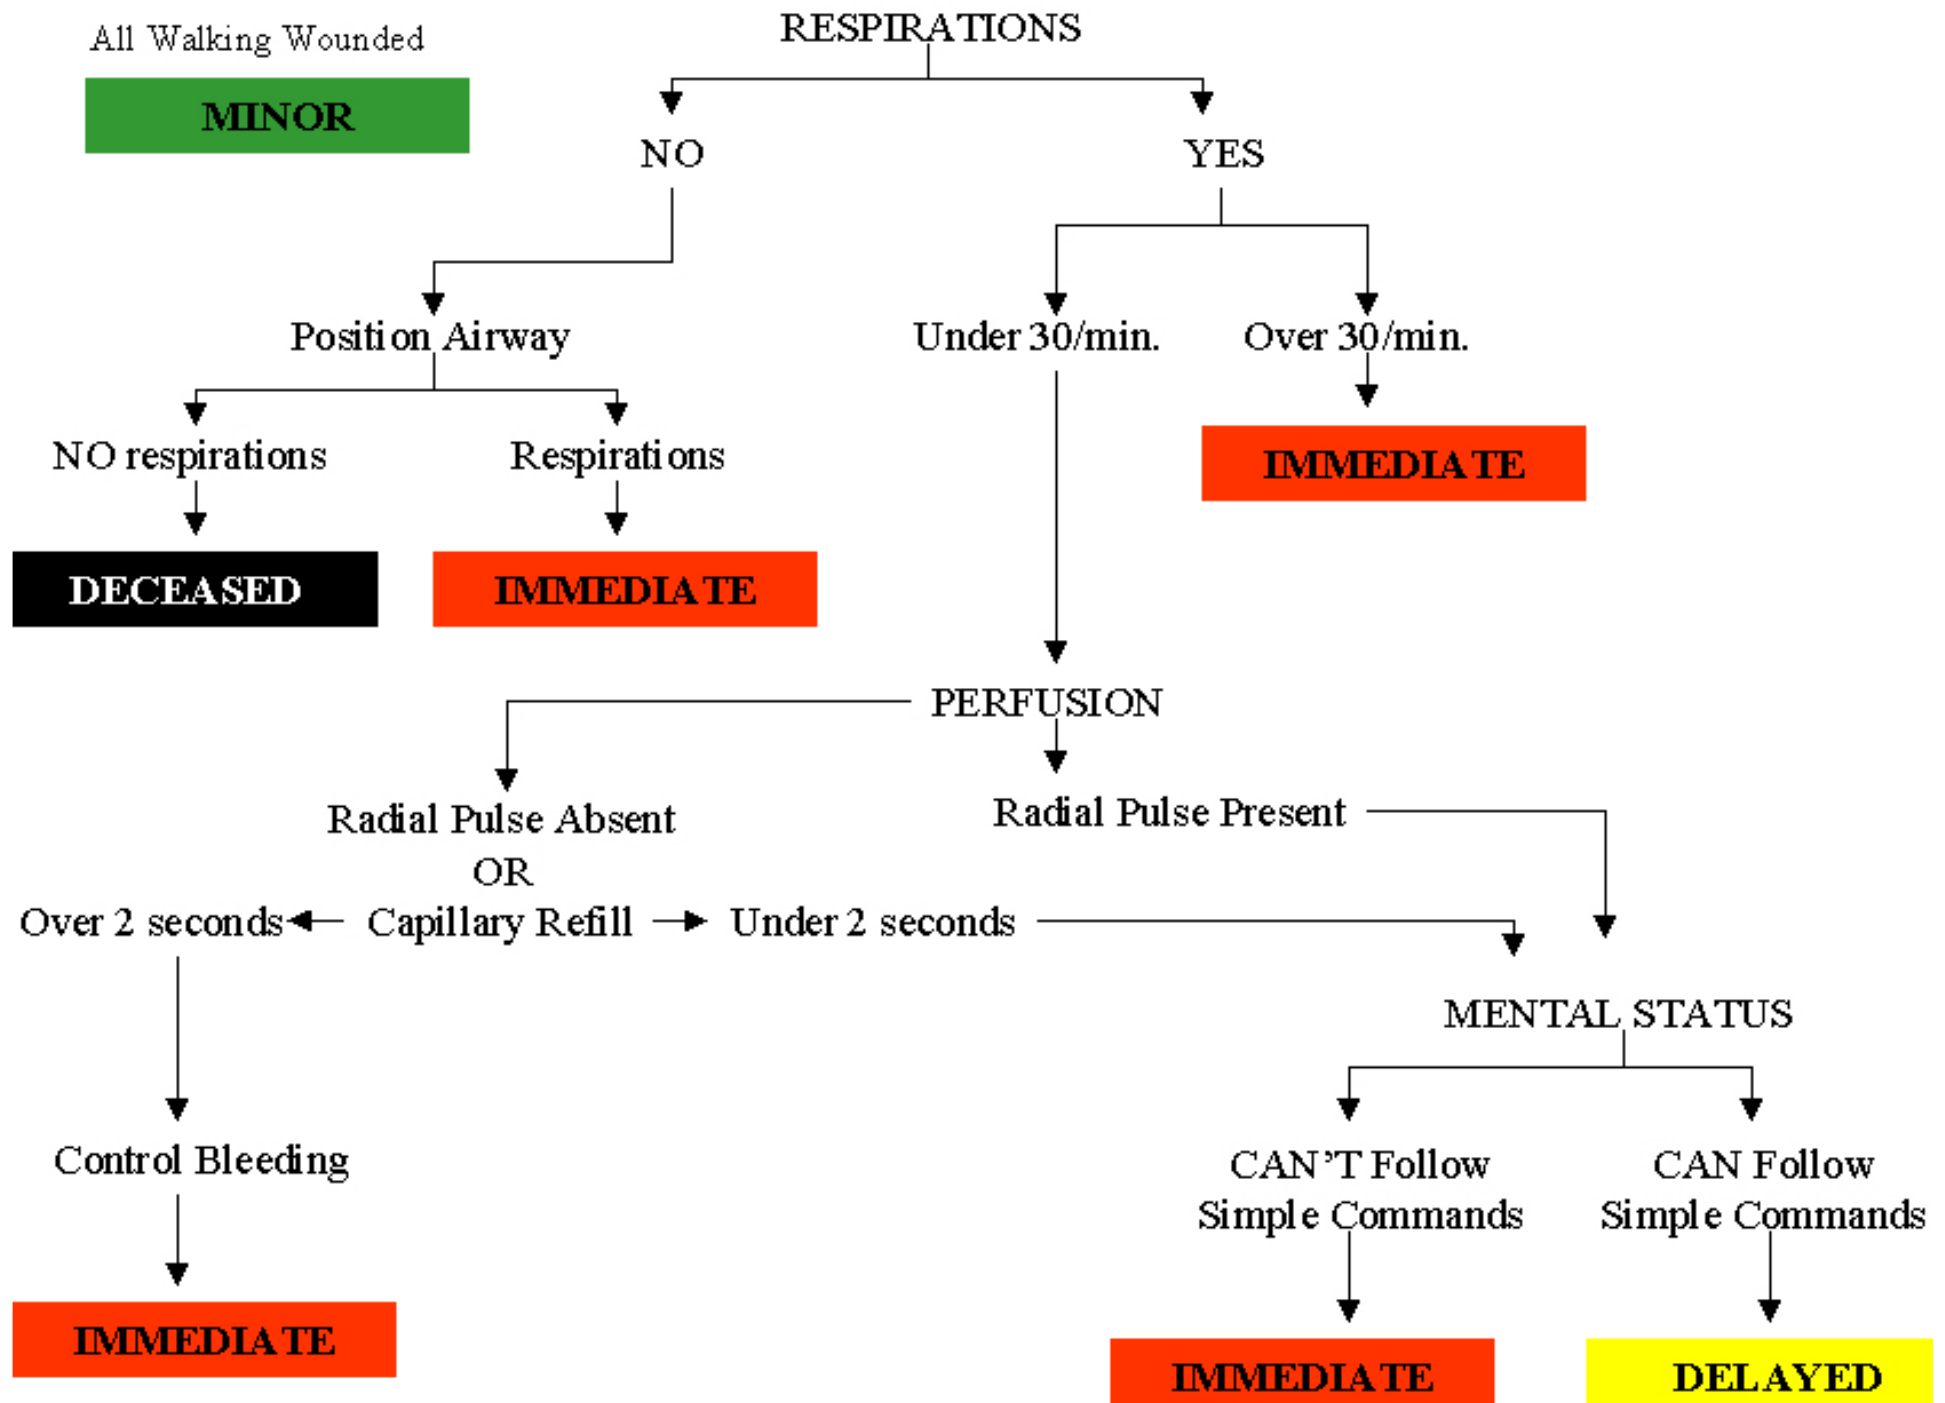 All Walking Wounded
MINOR
RESPIRATIONS
NO
YES
Position Airway
Under 30/min.
Over 30/min.
NO respirations
Respirations
IMMEDIATE
DECEASED
IMMEDIATE
PERFUSION
Radial Pulse Absent
Radial Pulse Present
OR
Over 2 seconds
Capillary Refill
Under 2 seconds
MENTAL STATUS
Control Bleeding
CAN'T Follow
Simple Commands
CAN Follow
Simple Commands
IMMEDIATE
IMMEDIATE
DELAYED